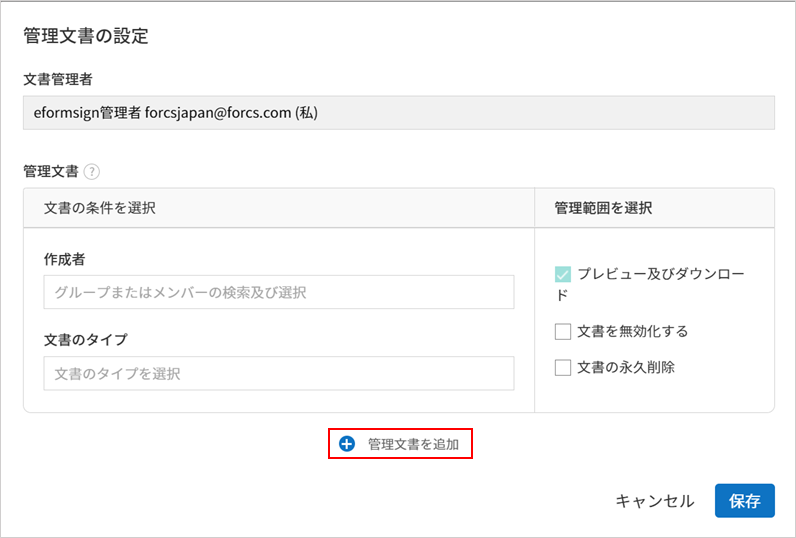 管理文書の設定
文書管理者
eformsign管理者 forcsjapan@forcs.com (私)
管理文書 ?
文書の条件を選択
管理範囲を選択
作成者
グループまたはメンバーの検索及び選択
文書のタイプ
文書のタイプを選択
プレビュー及びダウンロー
ド
文書を無効化する
文書の永久削除
管理文書を追加
キャンセル
保存